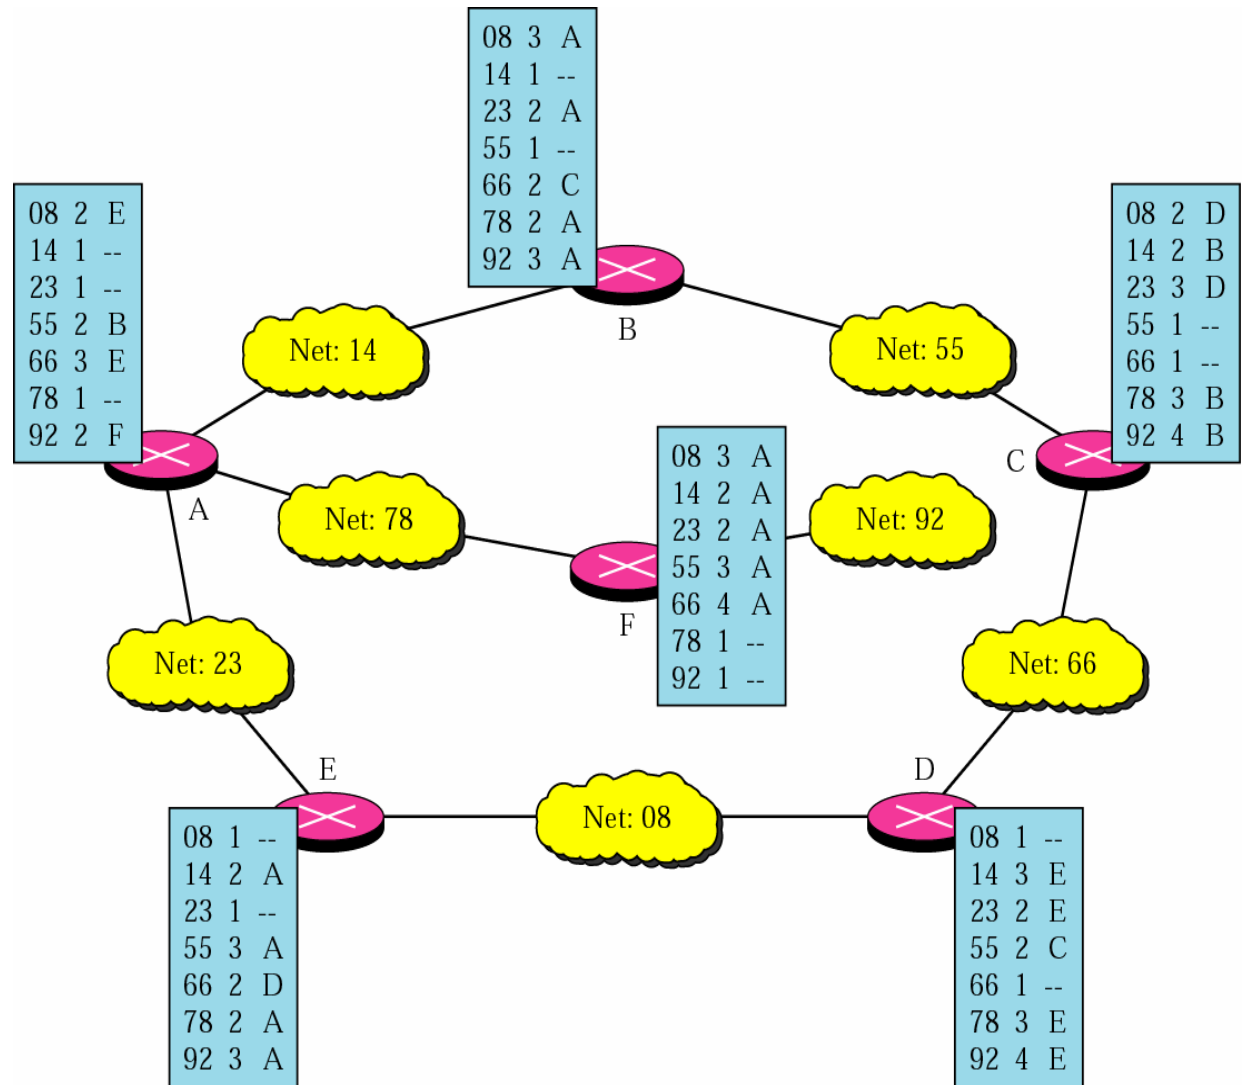 08 3 A
14 1 --
23 2 A
55 1 --
66 2 C
78 2 A
92 3 A
B
08 2 E
14 1 --
23 1 --
55 2 B
66 3 E
78 1 --
92 2 F
A
08 2 D
14 2 B
23 3 D
55 1 --
66 1 --
78 3 B
92 4 B
C
Net: 14
Net: 55
Net: 78
08 3 A
14 2 A
23 2 A
55 3 A
66 4 A
78 1 --
92 1 --
F
Net: 92
Net: 23
Net: 66
E
08 1 --
14 2 A
23 1 --
55 3 A
66 2 D
78 2 A
92 3 A
Net: 08
D
08 1 --
14 3 E
23 2 E
55 2 C
66 1 --
78 3 E
92 4 E